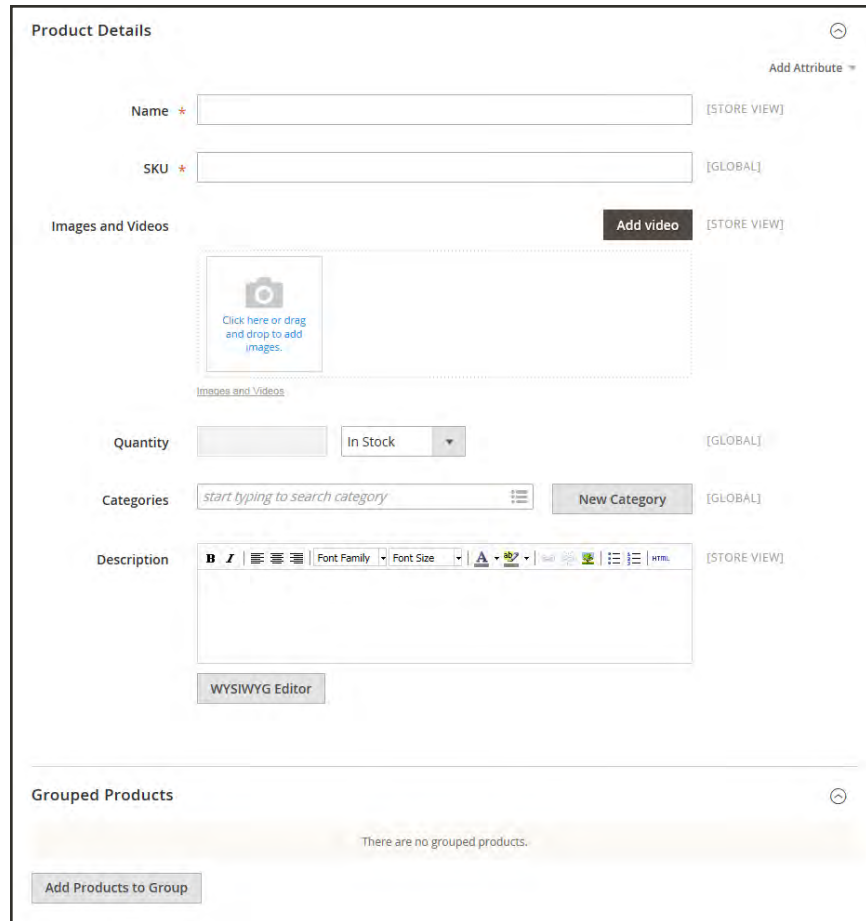 Product Details
Add Attribute
Name *
[STORE VIEW]
SKU *
[GLOBAL]
Images and Videos
Add video
[STORE VIEW]
Click here or drag
and drop to add
images.
Images and Videos
Quantity
In Stock
[GLOBAL]
Categories
start typing to search category
New Category
[GLOBAL]
Description
B I Font Family Font Size A ab HTML
[STORE VIEW]
WYSIWYG Editor
Grouped Products
There are no grouped products.
Add Products to Group